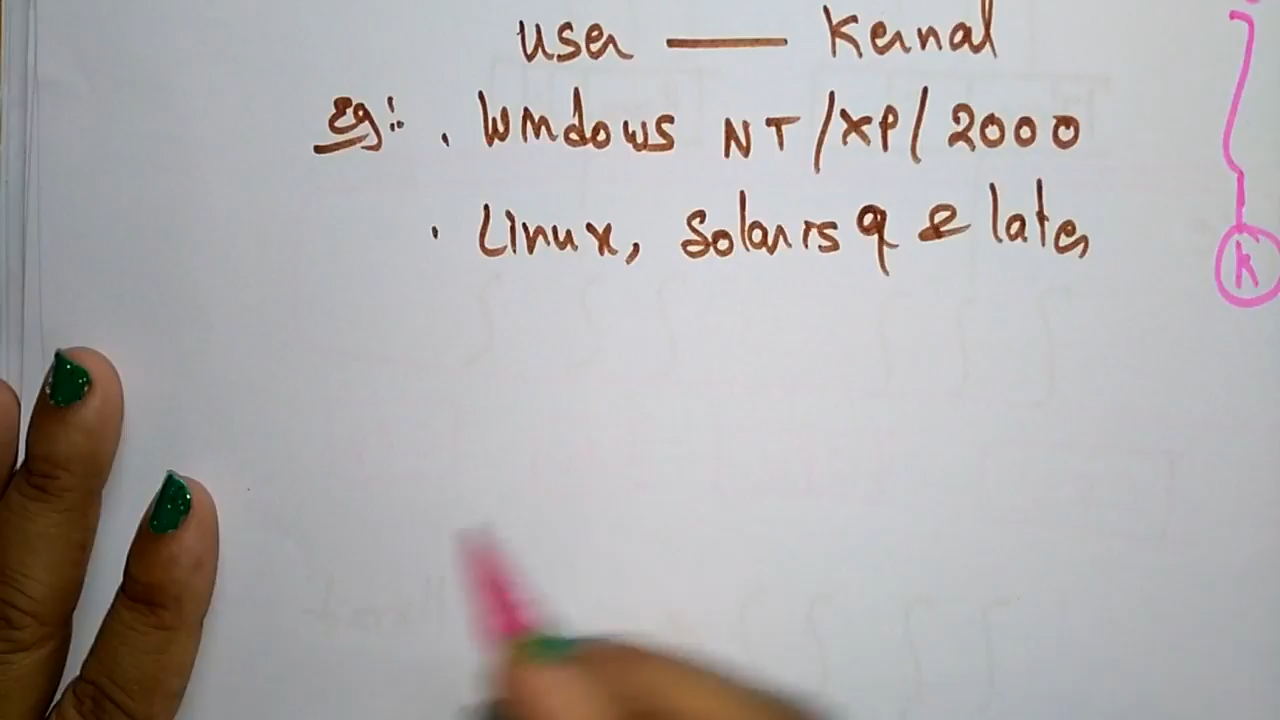 User — Kernal
Eg: . Windows NT/XP/2000
. Linux, Solaris 9 & later
K